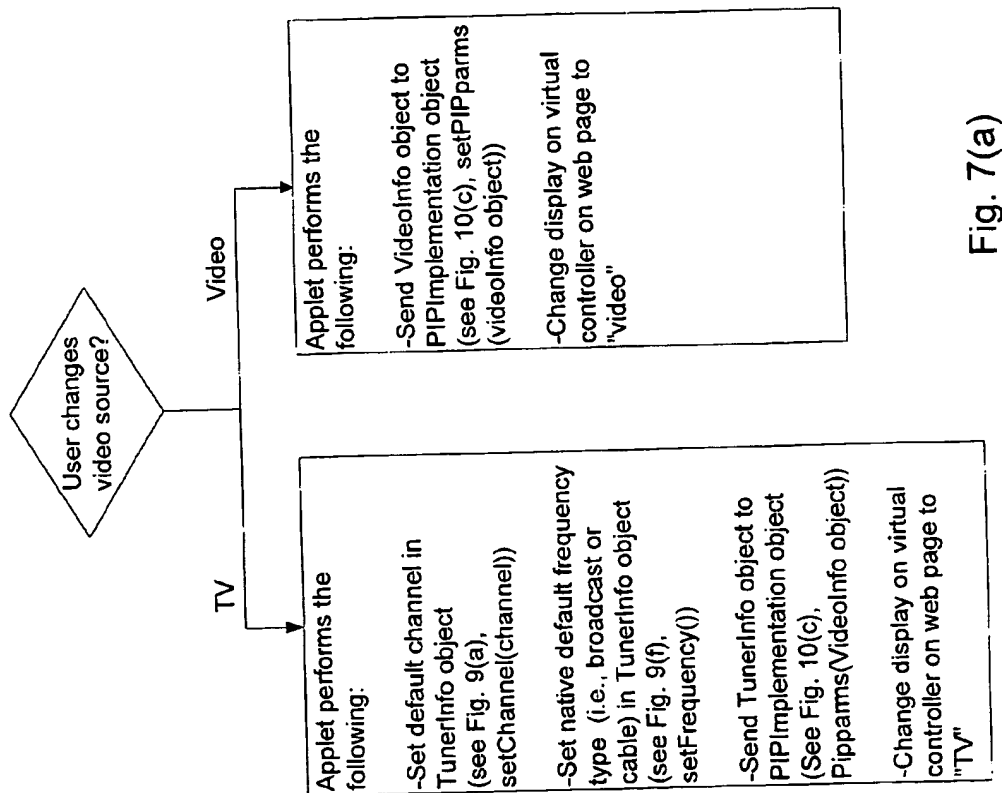 User changes
video source?
TV
Video
Applet performs the
following:
-Set default channel in
TunerInfo object
(see Fig. 9(a),
setChannel(channel))
-Set native default frequency
type (i.e., broadcast or
cable) in TunerInfo object
(see Fig. 9(f),
setFrequency())
-Send TunerInfo object to
PIPImplementation object
(See Fig. 10(c),
Pippams(VideoInfo object))
-Change display on virtual
controller on web page to
"TV"
Applet performs the
following:
-Send VideoInfo object to
PIPImplementation object
(see Fig. 10(c), setPIPparms
(videoInfo object))
-Change display on virtual
controller on web page to
"video"
Fig. 7(a)